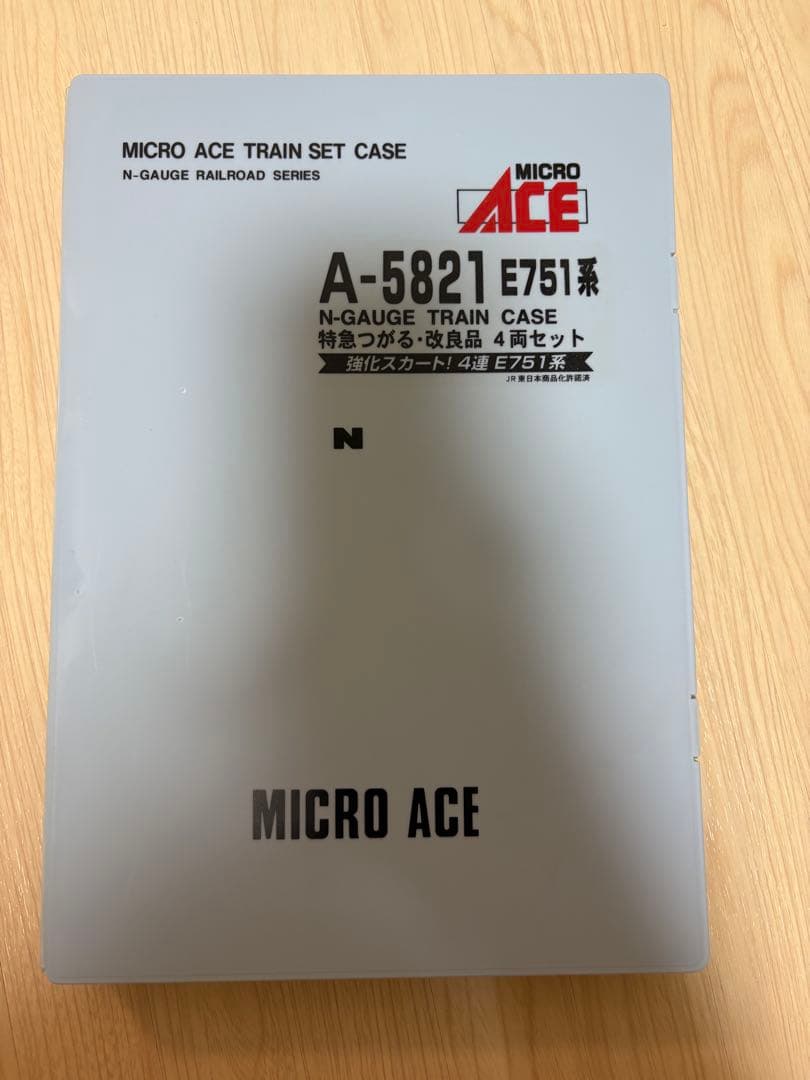 MICRO ACE TRAIN SET CASE
N-GAUGE RAILROAD SERIES
MICRO
ACE
A-5821 E751系
N-GAUGE TRAIN CASE
特急つがる・改良品 4両セット
強化スカート! 4連 E751系
JR東日本商品化許諾済
N
MICRO ACE